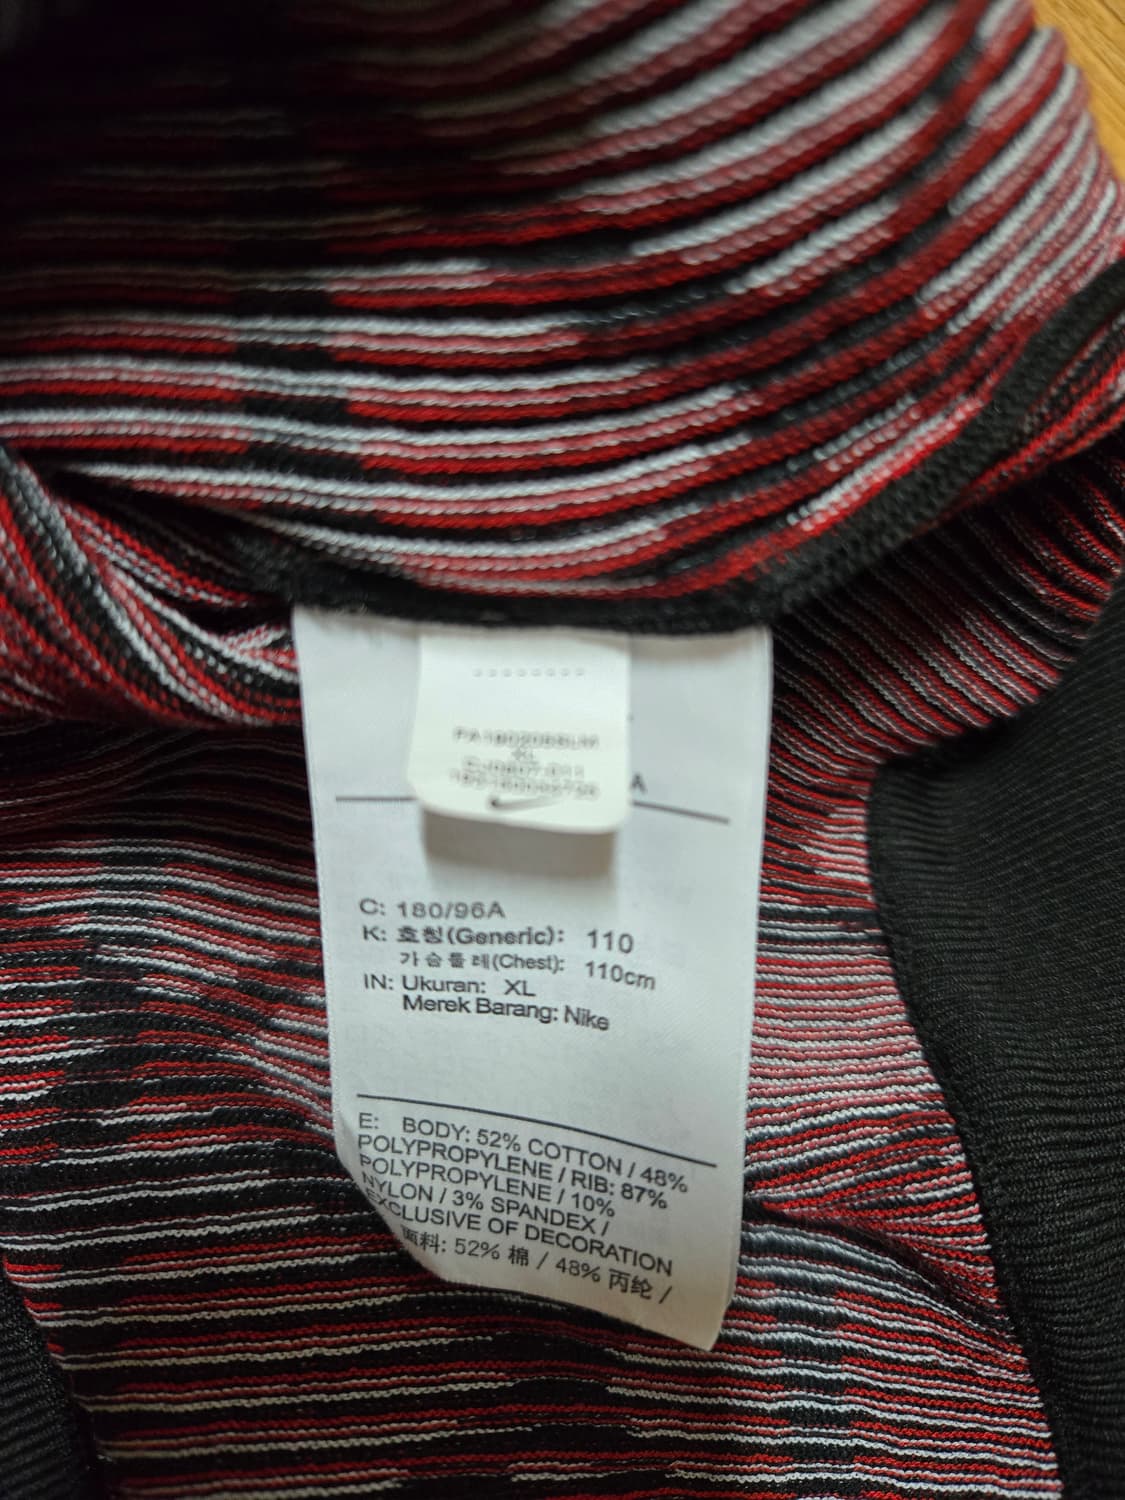 XL
A
C: 180/96A
K: 호칭(Generic): 110
가슴둘레(Chest): 110cm
IN: Ukuran: XL
Merek Barang: Nike
E: BODY: 52% COTTON / 48%
POLYPROPYLENE / RIB: 87%
POLYPROPYLENE / 10%
NYLON / 3% SPANDEX /
EXCLUSIVE OF DECORATION
面料: 52% 棉 / 48% 丙纶 /